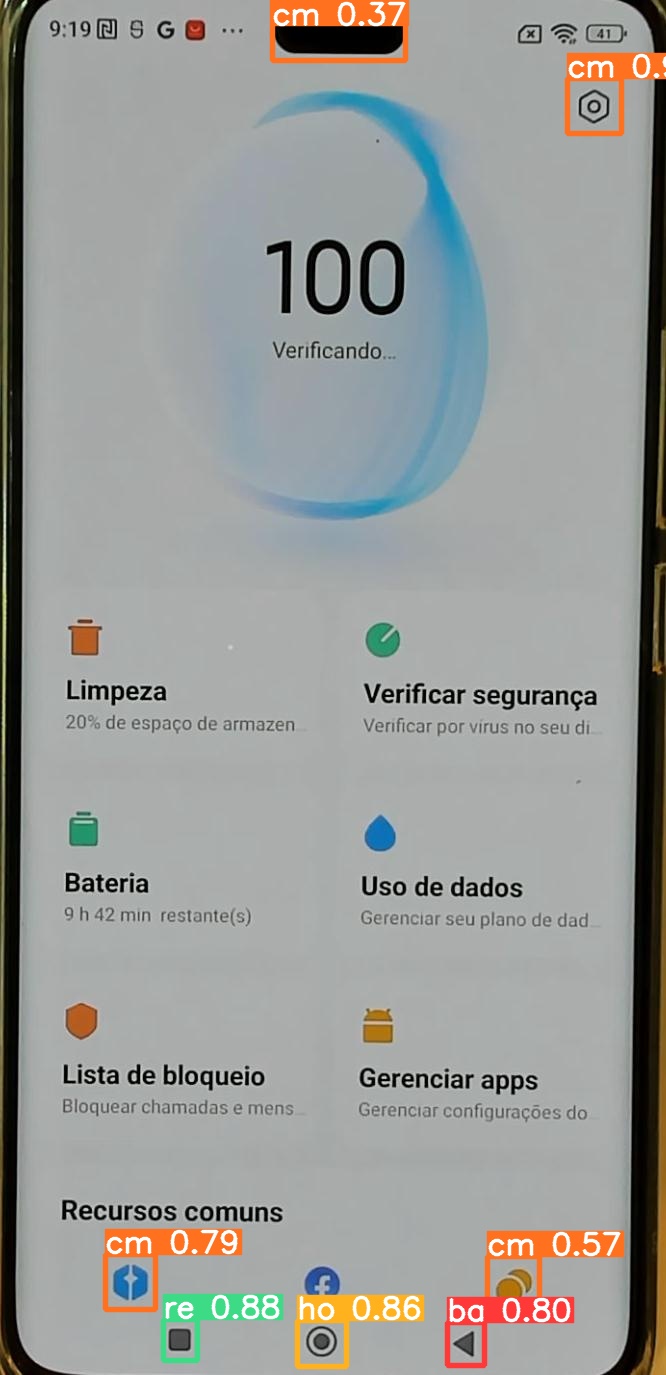 cm 0.37
9:19 S G ... 41
cm 0.9
100
Verificando...
Limpeza
20% de espaço de armazen...
Verificar segurança
Verificar por vírus no seu di...
Bateria
9 h 42 min restante(s)
Uso de dados
Gerenciar seu plano de dad...
Lista de bloqueio
Bloquear chamadas e mens...
Gerenciar apps
Gerenciar configurações do...
Recursos comuns
cm 0.79
cm 0.57
re 0.88
ho 0.86
ba 0.80